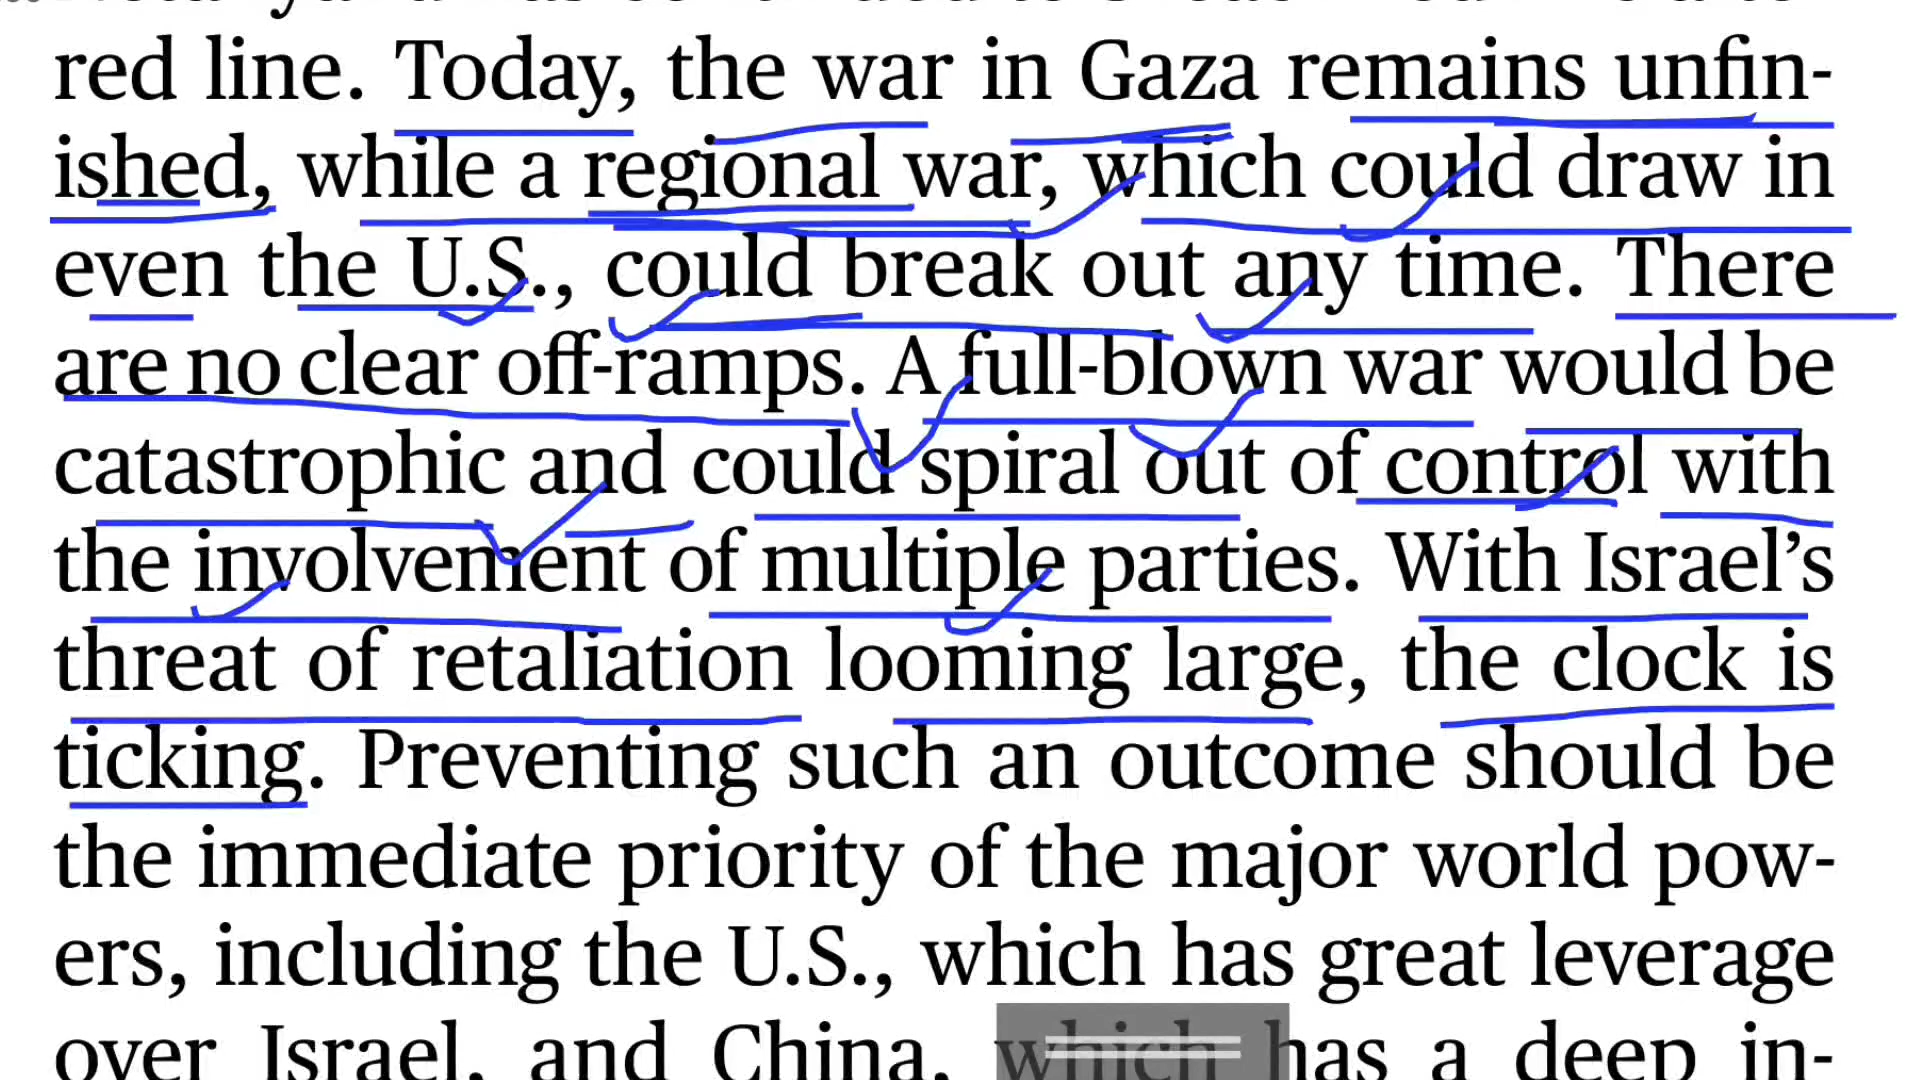 red line. Today, the war in Gaza remains unfin-
ished, while a regional war, which could draw in
even the U.S., could break out any time. There
are no clear off-ramps. A full-blown war would be
catastrophic and could spiral out of control with
the involvement of multiple parties. With Israel’s
threat of retaliation looming large, the clock is
ticking. Preventing such an outcome should be
the immediate priority of the major world pow-
ers, including the U.S., which has great leverage
over Israel, and China, which has a deep in-